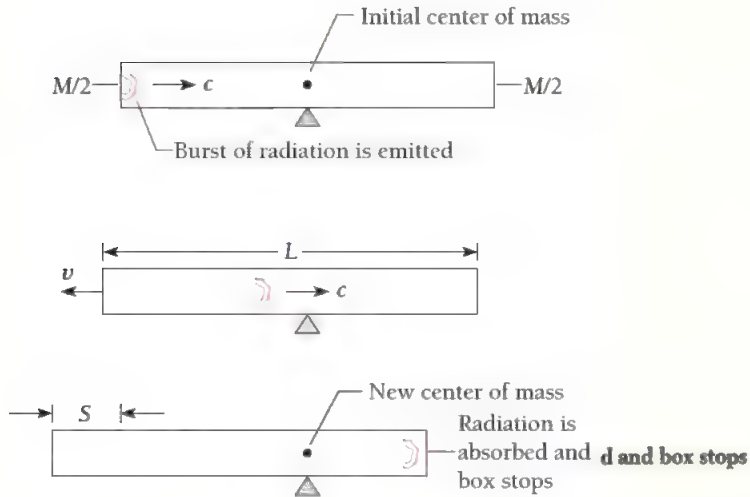 Initial center of mass
M/2
c
M/2
Burst of radiation is emitted
L
v
c
S
New center of mass
Radiation is
absorbed and d and box stops
box stops